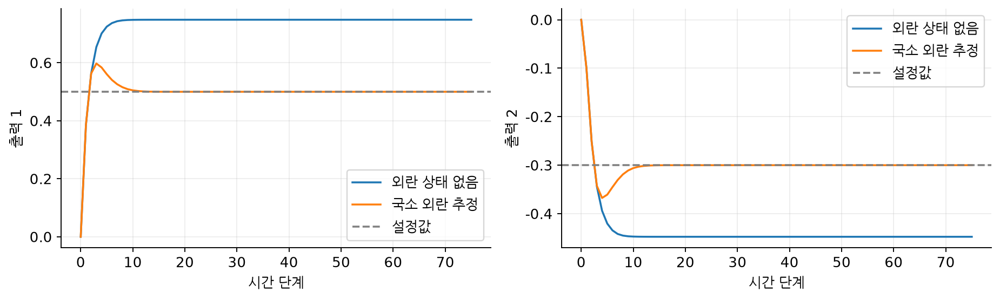 0.6
0.4
0.2
0.0
출력 1
외란 상태 없음
국소 외란 추정
설정값
0 10 20 30 40 50 60 70
시간 단계
0.0
-0.1
-0.2
-0.3
-0.4
출력 2
외란 상태 없음
국소 외란 추정
설정값
0 10 20 30 40 50 60 70
시간 단계